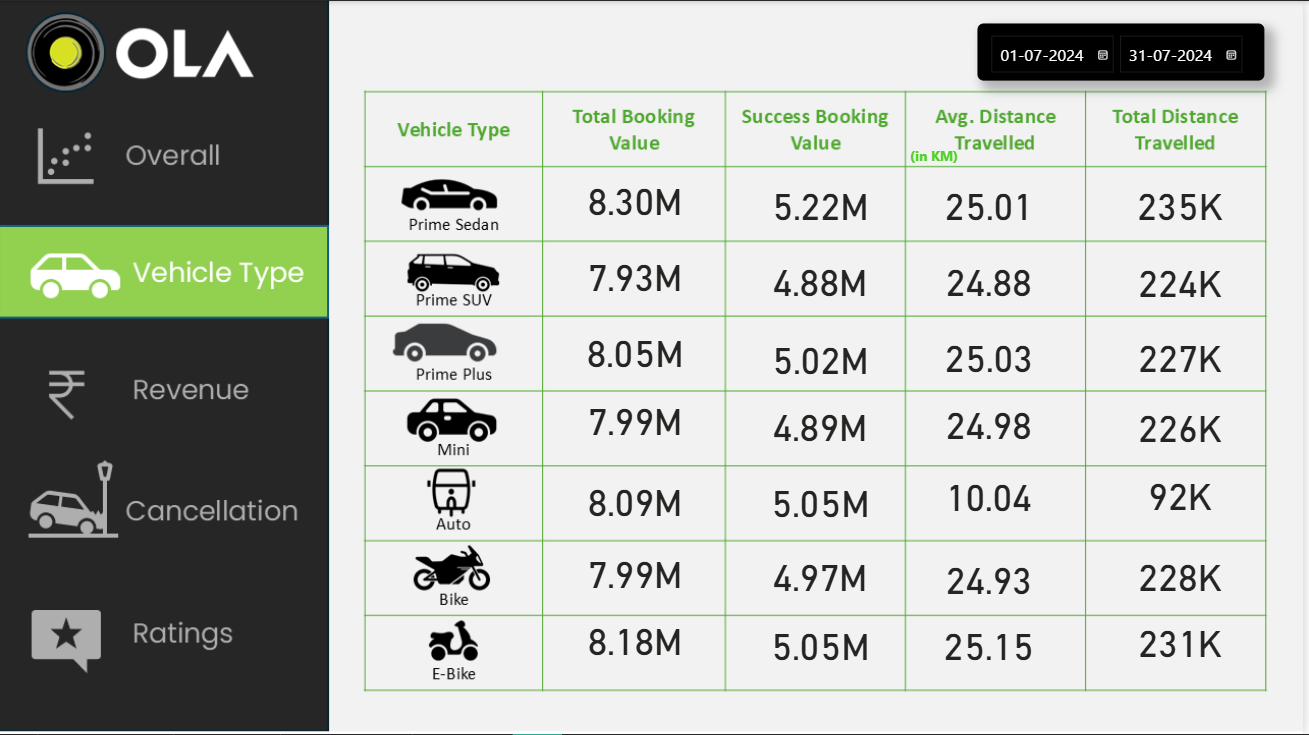 OLA
01-07-2024 31-07-2024
Overall
Vehicle Type
Revenue
Cancellation
Ratings
Vehicle Type
Total Booking
Value
Success Booking
Value
Avg. Distance
Travelled
(in KM)
Total Distance
Travelled
Prime Sedan
8.30M 5.22M 25.01 235K
Prime SUV
7.93M 4.88M 24.88 224K
Prime Plus
8.05M 5.02M 25.03 227K
Mini
7.99M 4.89M 24.98 226K
Auto
8.09M 5.05M 10.04 92K
Bike
7.99M 4.97M 24.93 228K
E-Bike
8.18M 5.05M 25.15 231K